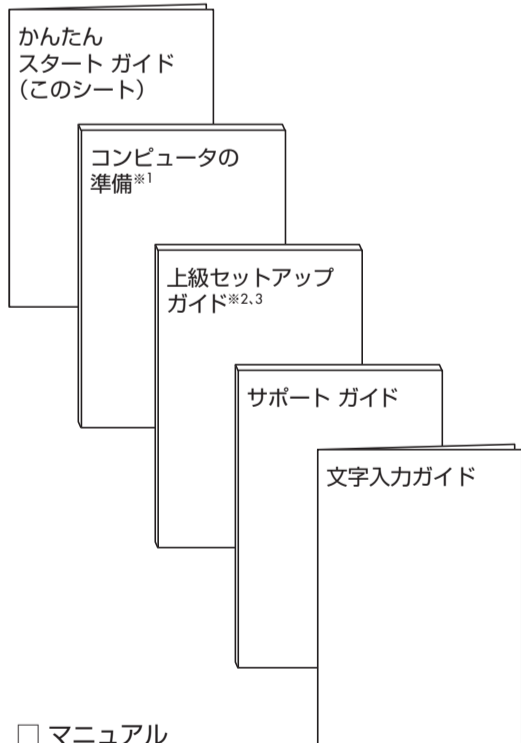 かんたん
スタート ガイド
（このシート）
コンピュータの
準備※1
上級セットアップ
ガイド※2､3
サポート ガイド
文字入力ガイド
□ マニュアル